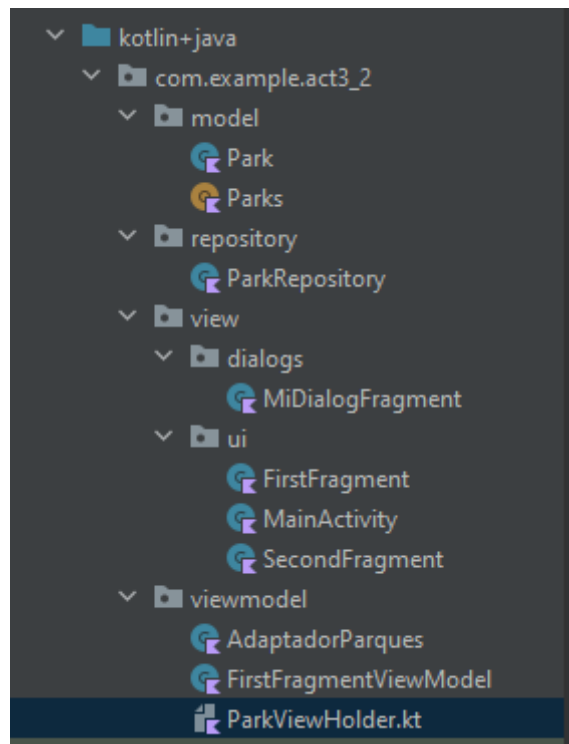 kotlin+java
com.example.act3_2
model
Park
Parks
repository
ParkRepository
view
dialogs
MiDialogFragment
ui
FirstFragment
MainActivity
SecondFragment
viewmodel
AdaptadorParques
FirstFragmentViewModel
ParkViewHolder.kt